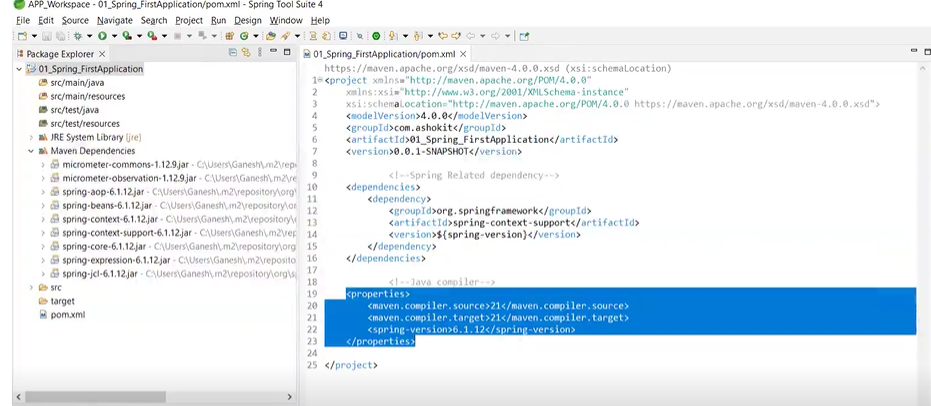 APP_Workspace - 01_Spring_FirstApplication/pom.xml - Spring Tool Suite 4
File Edit Source Navigate Search Project Run Design Window Help
Package Explorer
01_Spring_FirstApplication
src/main/java
src/main/resources
src/test/java
src/test/resources
JRE System Library [jre]
Maven Dependencies
micrometer-commons-1.12.9.jar - C:\Users\Ganesh\.m2\repo
micrometer-observation-1.12.9.jar - C:\Users\Ganesh\.m2\
spring-aop-6.1.12.jar - C:\Users\Ganesh\.m2\repository\org\
spring-beans-6.1.12.jar - C:\Users\Ganesh\.m2\repository\o
spring-context-6.1.12.jar - C:\Users\Ganesh\.m2\repository\
spring-context-support-6.1.12.jar - C:\Users\Ganesh\.m2\re
spring-core-6.1.12.jar - C:\Users\Ganesh\.m2\repository\org
spring-expression-6.1.12.jar - C:\Users\Ganesh\.m2\reposit
spring-jcl-6.1.12.jar - C:\Users\Ganesh\.m2\repository\org\s
src
target
pom.xml
01_Spring_FirstApplication/pom.xml
https://maven.apache.org/xsd/maven-4.0.0.xsd (xsi:schemaLocation)
1 <project xmlns="http://maven.apache.org/POM/4.0.0"
2 xmlns:xsi="http://www.w3.org/2001/XMLSchema-instance"
3 xsi:schemaLocation="http://maven.apache.org/POM/4.0.0 https://maven.apache.org/xsd/maven-4.0.0.xsd">
4 <modelVersion>4.0.0</modelVersion>
5 <groupId>com.ashokit</groupId>
6 <artifactId>01_Spring_FirstApplication</artifactId>
7 <version>0.0.1-SNAPSHOT</version>
8
9 <!--Spring Related dependency-->
10 <dependencies>
11 <dependency>
12 <groupId>org.springframework</groupId>
13 <artifactId>spring-context-support</artifactId>
14 <version>${spring-version}</version>
15 </dependency>
16 </dependencies>
17
18 <!--Java compiler-->
19 <properties>
20 <maven.compiler.source>21</maven.compiler.source>
21 <maven.compiler.target>21</maven.compiler.target>
22 <spring-version>6.1.12</spring-version>
23 </properties>
24
25 </project>